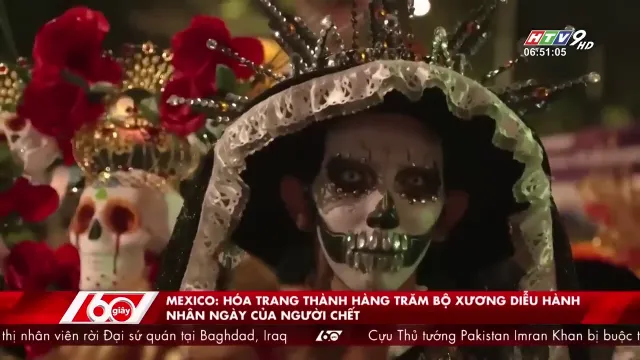 HTV9 HD
06:51:05
60 giây
MEXICO: HÓA TRANG THÀNH HÀNG TRĂM BỘ XƯƠNG DIỄU HÀNH
NHÂN NGÀY CỦA NGƯỜI CHẾT
thị nhân viên rời Đại sứ quán tại Baghdad, Iraq
Cựu Thủ tướng Pakistan Imran Khan bị buộc t